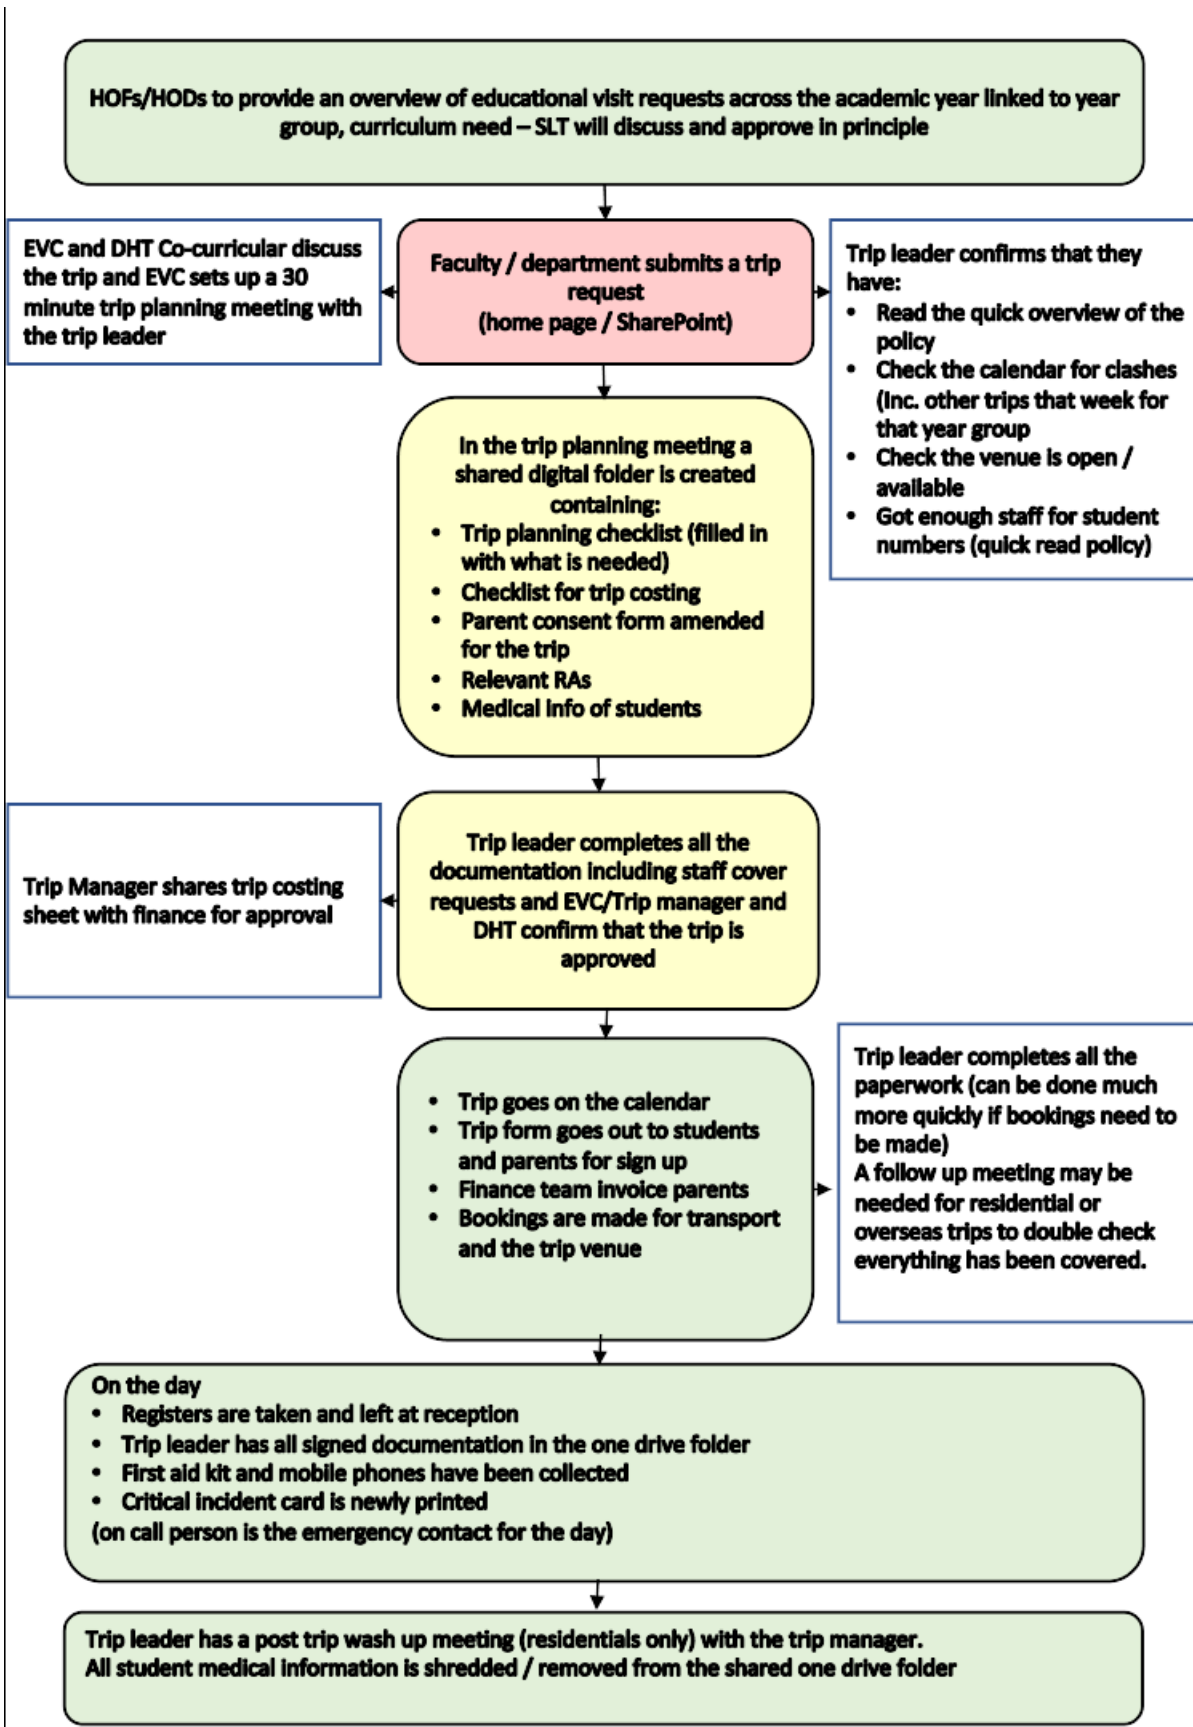 HOFs/HODs to provide an overview of educational visit requests across the academic year linked to year
group, curriculum need – SLT will discuss and approve in principle
EVC and DHT Co-curricular discuss
the trip and EVC sets up a 30
minute trip planning meeting with
the trip leader
Faculty / department submits a trip
request
(home page / SharePoint)
Trip leader confirms that they
have:
• Read the quick overview of the
policy
• Check the calendar for clashes
(Inc. other trips that week for
that year group
• Check the venue is open /
available
• Got enough staff for student
numbers (quick read policy)
In the trip planning meeting a
shared digital folder is created
containing:
• Trip planning checklist (filled in
with what is needed)
• Checklist for trip costing
• Parent consent form amended
for the trip
• Relevant RAs
• Medical info of students
Trip Manager shares trip costing
sheet with finance for approval
Trip leader completes all the
documentation including staff cover
requests and EVC/Trip manager and
DHT confirm that the trip is
approved
• Trip goes on the calendar
• Trip form goes out to students
and parents for sign up
• Finance team invoice parents
• Bookings are made for transport
and the trip venue
Trip leader completes all the
paperwork (can be done much
more quickly if bookings need to
be made)
A follow up meeting may be
needed for residential or
overseas trips to double check
everything has been covered.
On the day
• Registers are taken and left at reception
• Trip leader has all signed documentation in the one drive folder
• First aid kit and mobile phones have been collected
• Critical incident card is newly printed
(on call person is the emergency contact for the day)
Trip leader has a post trip wash up meeting (residentials only) with the trip manager.
All student medical information is shredded / removed from the shared one drive folder